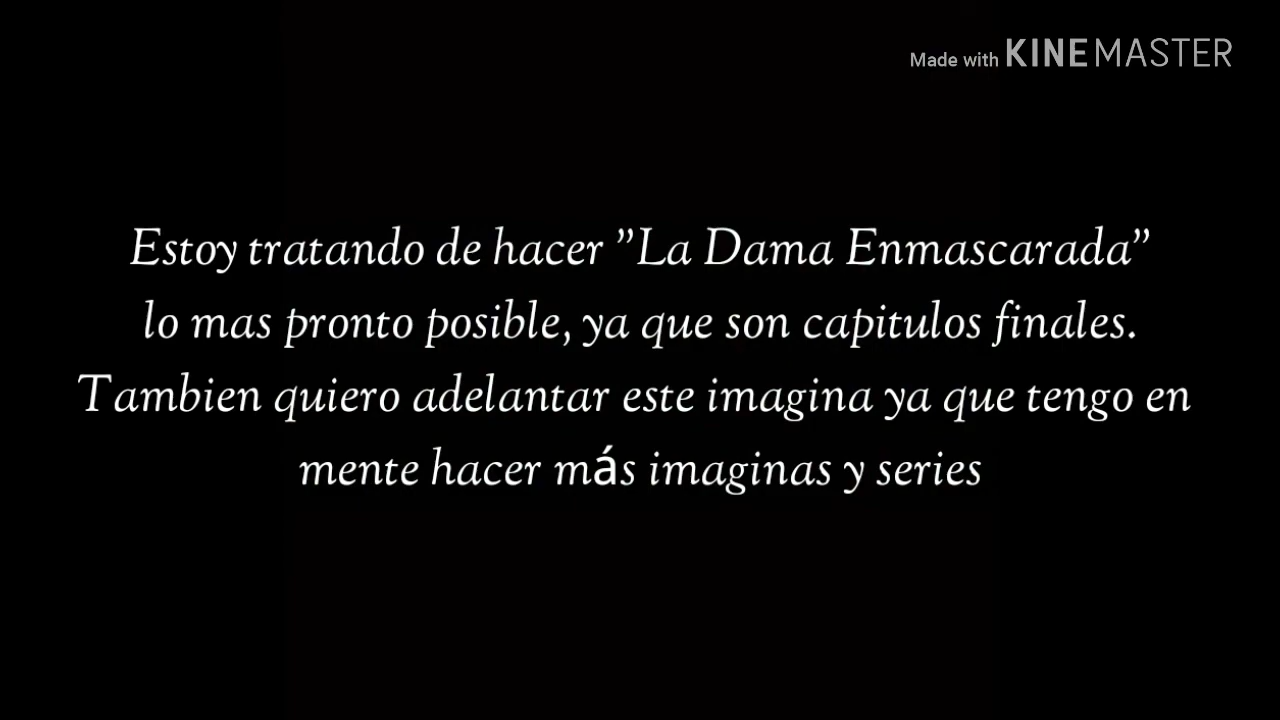 Made with KINEMASTER
Estoy tratando de hacer "La Dama Enmascarada"
lo mas pronto posible, ya que son capitulos finales.
Tambien quiero adelantar este imagina ya que tengo en
mente hacer más imaginas y series